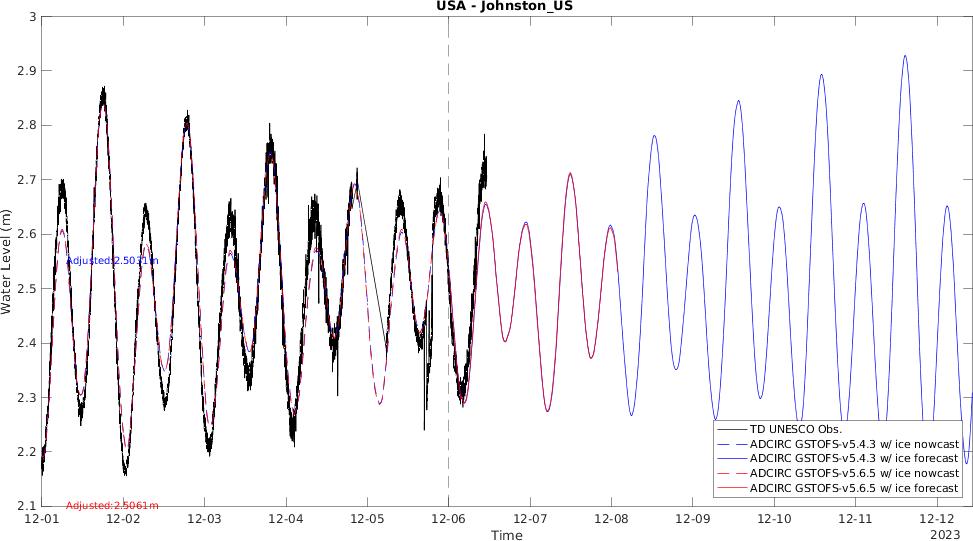 USA - Johnston_US
3
2.9
2.8
2.7
2.6
2.5
2.4
2.3
2.2
2.1
Water Level (m)
Adjusted:2.5031m
Adjusted:2.5061m
TD UNESCO Obs.
ADCIRC GSTOFS-v5.4.3 w/ ice nowcast
ADCIRC GSTOFS-v5.4.3 w/ ice forecast
ADCIRC GSTOFS-v5.6.5 w/ ice nowcast
ADCIRC GSTOFS-v5.6.5 w/ ice forecast
12-01 12-02 12-03 12-04 12-05 12-06 12-07 12-08 12-09 12-10 12-11 12-12
2023
Time